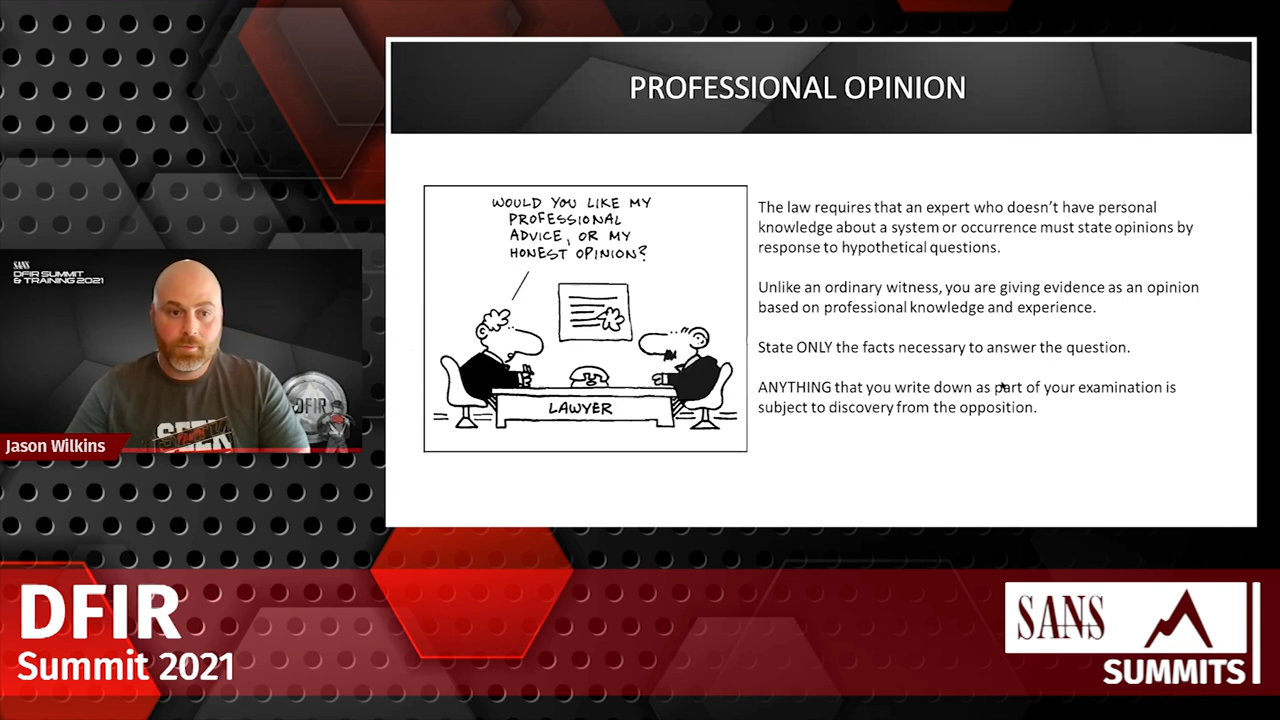 PROFESSIONAL OPINION
WOULD YOU LIKE MY
PROFESSIONAL
ADVICE, OR MY
HONEST OPINION?
LAWYER
The law requires that an expert who doesn't have personal
knowledge about a system or occurrence must state opinions by
response to hypothetical questions.
Unlike an ordinary witness, you are giving evidence as an opinion
based on professional knowledge and experience.
State ONLY the facts necessary to answer the question.
ANYTHING that you write down as part of your examination is
subject to discovery from the opposition.
SANS
DFIR SUMMIT
& TRAINING 2021
DFIR
SEEK
Jason Wilkins
DFIR
Summit 2021
SANS
SUMMITS